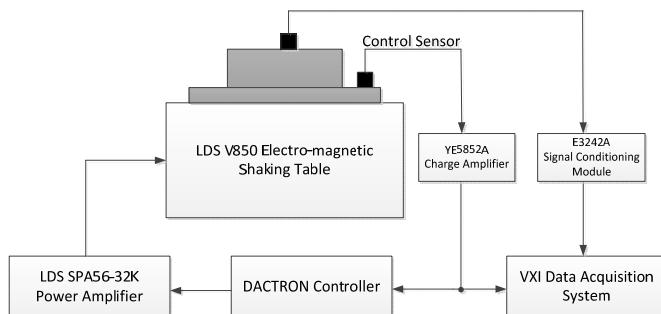 Control Sensor
LDS V850 Electro-magnetic
Shaking Table
YE5852A
Charge Amplifier
E3242A
Signal Conditioning
Module
LDS SPA56-32K
Power Amplifier
DACTRON Controller
VXI Data Acquisition
System